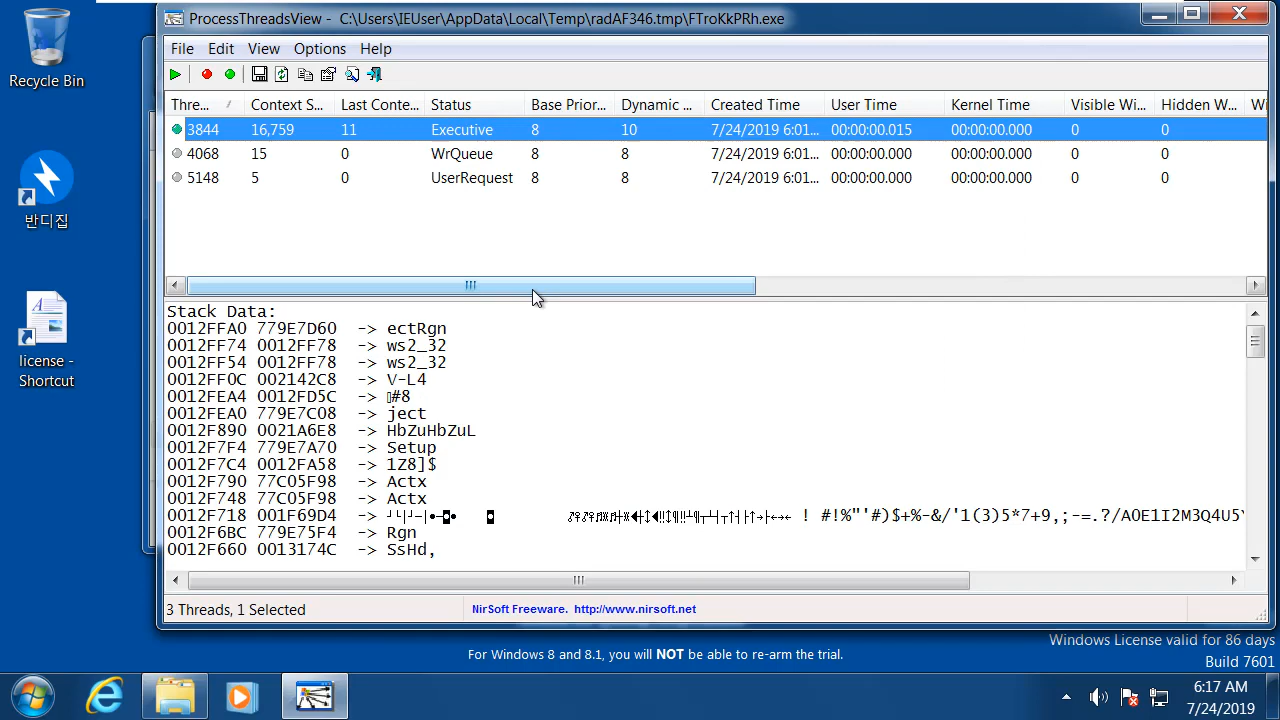 Recycle Bin
반디집
license -
Shortcut
ProcessThreadsView - C:\Users\IEUser\AppData\Local\Temp\radAF346.tmp\FTroKkPRh.exe
File Edit View Options Help
Thre... Context S... Last Conte... Status Base Prior... Dynamic ... Created Time User Time Kernel Time Visible Wi... Hidden W... Wi
3844 16,759 11 Executive 8 10 7/24/2019 6:01... 00:00:00.015 00:00:00.000 0 0
4068 15 0 WrQueue 8 8 7/24/2019 6:01... 00:00:00.000 00:00:00.000 0 0
5148 5 0 UserRequest 8 8 7/24/2019 6:01... 00:00:00.000 00:00:00.000 0 0
Stack Data:
0012FFA0 779E7D60 -> ectRgn
0012FF74 0012FF78 -> ws2_32
0012FF54 0012FF78 -> ws2_32
0012FF0C 002142C8 -> V-L4
0012FEA4 0012FD5C -> #8
0012FEA0 779E7C08 -> ject
0012F890 0021A6E8 -> HbZuHbZuL
0012F7F4 779E7A70 -> Setup
0012F7C4 0012FA58 -> 1Z8]$
0012F790 77C05F98 -> Actx
0012F748 77C05F98 -> Actx
0012F718 001F69D4 -> ! #!%"'#)$+%-&/'1(3)5*7+9,;-=.?/A0E1I2M3Q4U5Y
0012F6BC 779E75F4 -> Rgn
0012F660 0013174C -> SsHd,
3 Threads, 1 Selected
NirSoft Freeware. http://www.nirsoft.net
Windows License valid for 86 days
For Windows 8 and 8.1, you will NOT be able to re-arm the trial.
Build 7601
6:17 AM
7/24/2019